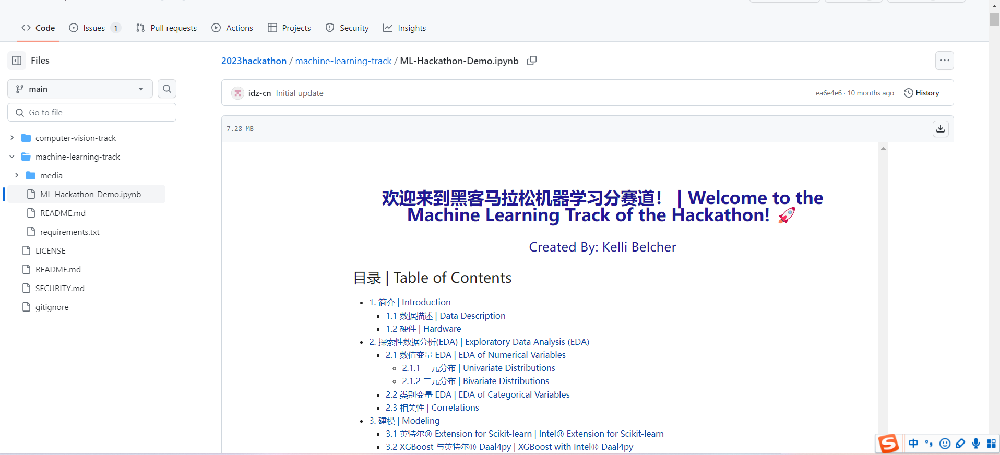 Code
Issues 1
Pull requests
Actions
Projects
Security
Insights
Files
main
Go to file
computer-vision-track
machine-learning-track
media
ML-Hackathon-Demo.ipynb
README.md
requirements.txt
LICENSE
README.md
SECURITY.md
gitignore
2023hackathon / machine-learning-track / ML-Hackathon-Demo.ipynb
idz-cn Initial update
ea6e4e6 · 10 months ago
History
7.28 MB
欢迎来到黑客马拉松机器学习分赛道! | Welcome to the
Machine Learning Track of the Hackathon! 🚀
Created By: Kelli Belcher
目录 | Table of Contents
1. 简介 | Introduction
1.1 数据描述 | Data Description
1.2 硬件 | Hardware
2. 探索性数据分析(EDA) | Exploratory Data Analysis (EDA)
2.1 数值变量 EDA | EDA of Numerical Variables
2.1.1 一元分布 | Univariate Distributions
2.1.2 二元分布 | Bivariate Distributions
2.2 类别变量 EDA | EDA of Categorical Variables
2.3 相关性 | Correlations
3. 建模 | Modeling
3.1 英特尔® Extension for Scikit-learn | Intel® Extension for Scikit-learn
3.2 XGBoost 与英特尔® Daal4py | XGBoost with Intel® Daal4py
S 中